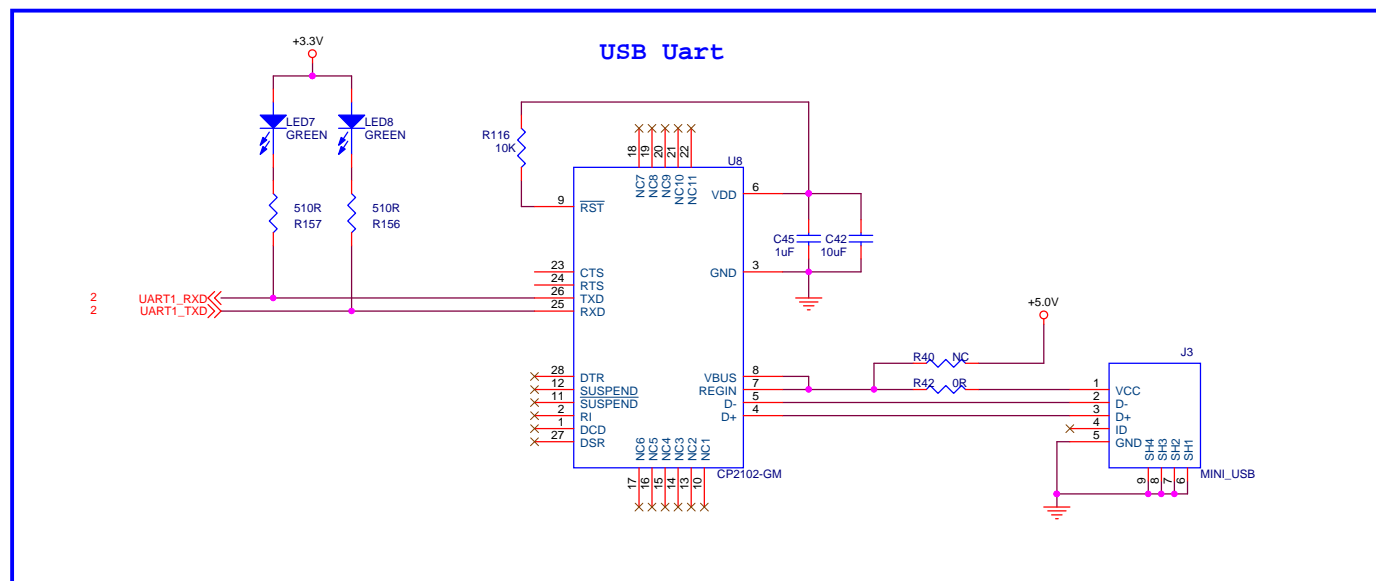 USB Uart
+3.3V
LED7
GREEN
LED8
GREEN
510R
R157
510R
R156
2
UART1_RXD
2
UART1_TXD
R116
10K
U8
18
19
20
21
22
NC7
NC8
NC9
NC10
NC11
9
RST
23
CTS
24
RTS
26
TXD
25
RXD
28
DTR
12
SUSPEND
11
SUSPEND
2
RI
1
DCD
27
DSR
VDD
6
GND
3
VBUS
8
REGIN
7
D-
5
D+
4
NC6
NC5
NC4
NC3
NC2
NC1
17
16
15
14
13
10
CP2102-GM
C45
1uF
C42
10uF
+5.0V
R40
NC
R42
0R
J3
1
VCC
2
D-
3
D+
4
ID
5
GND
SH4
SH3
SH2
SH1
9
8
7
6
MINI_USB